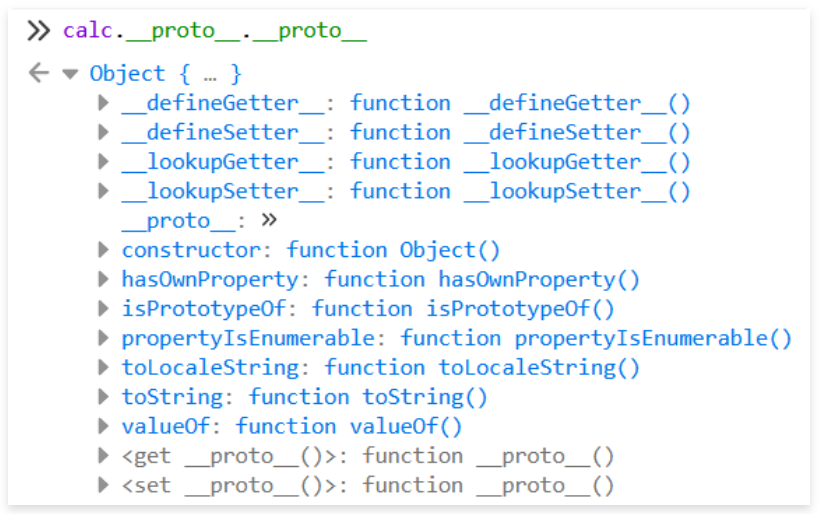 » calc.__proto__.__proto__
← ▼ Object { … }
▶ __defineGetter__: function __defineGetter__()
▶ __defineSetter__: function __defineSetter__()
▶ __lookupGetter__: function __lookupGetter__()
▶ __lookupSetter__: function __lookupSetter__()
__proto__: »
▶ constructor: function Object()
▶ hasOwnProperty: function hasOwnProperty()
▶ isPrototypeOf: function isPrototypeOf()
▶ propertyIsEnumerable: function propertyIsEnumerable()
▶ toLocaleString: function toLocaleString()
▶ toString: function toString()
▶ valueOf: function valueOf()
▶ <get __proto__()>: function __proto__()
▶ <set __proto__()>: function __proto__()